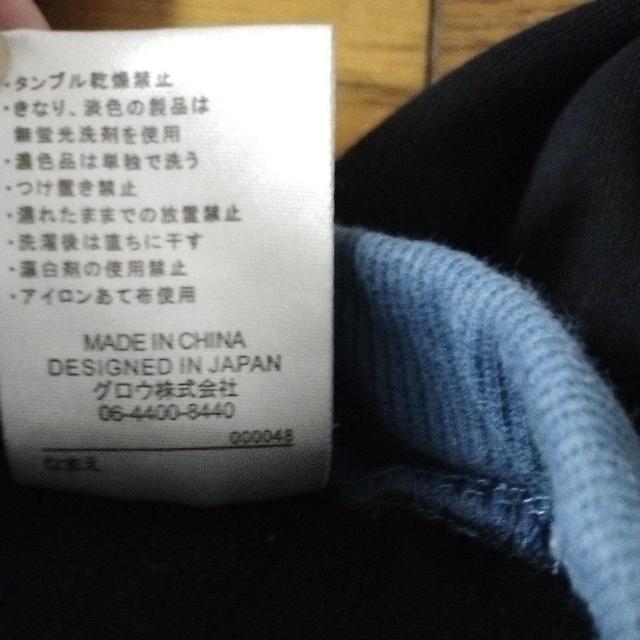 ・タンブル乾燥禁止
・きなり、淡色の製品は
無蛍光洗剤を使用
・濃色品は単独で洗う
・つけ置き禁止
・濡れたままでの放置禁止
・洗濯後は直ちに干す
・漂白剤の使用禁止
・アイロンあて布使用
MADE IN CHINA
DESIGNED IN JAPAN
グロウ株式会社
06-4400-8440
000048
なまえ